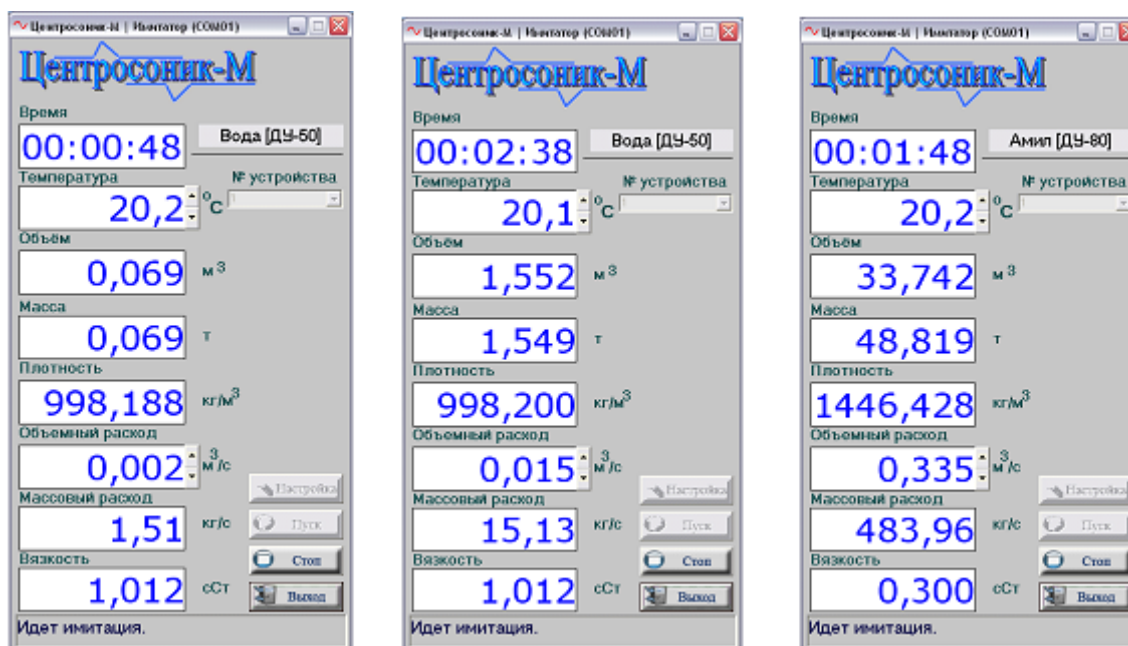 Центросоник-М | Имитатор (COM01)
Центросоник-М
Время
00:00:48
Вода [ДУ-50]
Температура
№ устройства
20,2
°С
1
Объём
0,069
м3
Масса
0,069
т
Плотность
998,188
кг/м3
Объемный расход
0,002
м3/с
Настройка
Массовый расход
1,51
кг/с
Пуск
Вязкость
Стоп
1,012
сСт
Выход
Идет имитация.
Центросоник-М | Имитатор (COM01)
Центросоник-М
Время
00:02:38
Вода [ДУ-50]
Температура
№ устройства
20,1
°С
1
Объём
1,552
м3
Масса
1,549
т
Плотность
998,200
кг/м3
Объемный расход
0,015
м3/с
Настройка
Массовый расход
15,13
кг/с
Пуск
Вязкость
Стоп
1,012
сСт
Выход
Идет имитация.
Центросоник-М | Имитатор (COM01)
Центросоник-М
Время
00:01:48
Амил [ДУ-80]
Температура
№ устройства
20,2
°С
1
Объём
33,742
м3
Масса
48,819
т
Плотность
1446,428
кг/м3
Объемный расход
0,335
м3/с
Настройка
Массовый расход
483,96
кг/с
Пуск
Вязкость
Стоп
0,300
сСт
Выход
Идет имитация.